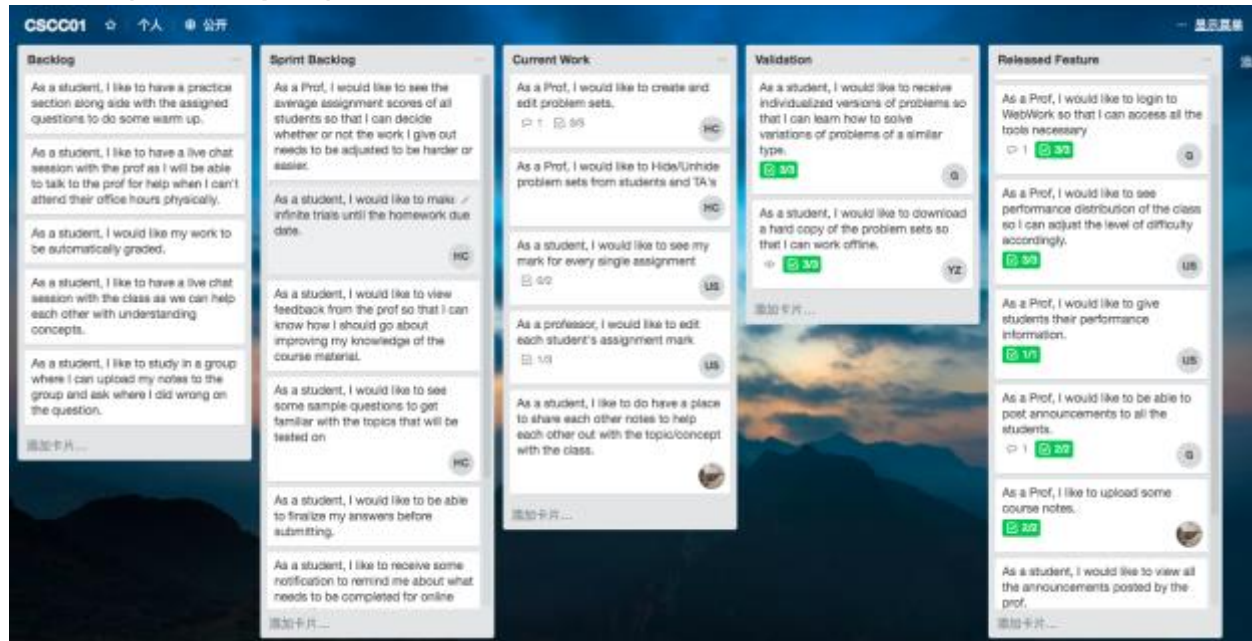 CSCC01 ☆ 个人 公开
··· 显示菜单
Backlog
As a student, I like to have a practice
section along side with the assigned
questions to do some warm up.
As a student, I like to have a live chat
session with the prof as I will be able
to talk to the prof for help when I can't
attend their office hours physically.
As a student, I would like my work to
be automatically graded.
As a student, I like to have a live chat
session with the class as we can help
each other with understanding
concepts.
As a student, I like to study in a group
where I can upload my notes to the
group and ask where I did wrong on
the question.
添加卡片...
Sprint Backlog
As a Prof, I would like to see the
average assignment scores of all
students so that I can decide
whether or not the work I give out
needs to be adjusted to be harder or
easier.
As a student, I would like to make
infinite trials until the homework due
date.
HC
As a student, I would like to view
feedback from the prof so that I can
know how I should go about
improving my knowledge of the
course material.
As a student, I would like to see
some sample questions to get
familiar with the topics that will be
tested on
HC
As a student, I would like to be able
to finalize my answers before
submitting.
As a student, I like to receive some
notification to remind me about what
needs to be completed for online
添加卡片...
Current Work
As a Prof, I would like to create and
edit problem sets.
1 0/5
HC
As a Prof, I would like to Hide/Unhide
problem sets from students and TA's
HC
As a student, I would like to see my
mark for every single assignment
0/2
US
As a professor, I would like to edit
each student's assignment mark
1/3
US
As a student, I like to do have a place
to share each other notes to help
each other out with the topic/concept
with the class.
添加卡片...
Validation
As a student, I would like to receive
individualized versions of problems so
that I can learn how to solve
variations of problems of a similar
type.
3/3
G
As a student, I would like to download
a hard copy of the problem sets so
that I can work offline.
3/3
YZ
添加卡片...
Released Feature
As a Prof, I would like to login to
WebWork so that I can access all the
tools necessary
1 3/3
G
As a Prof, I would like to see
performance distribution of the class
so I can adjust the level of difficulty
accordingly.
3/3
US
As a Prof, I would like to give
students their performance
information.
1/1
US
As a Prof, I would like to be able to
post announcements to all the
students.
1 2/2
G
As a Prof, I like to upload some
course notes.
2/2
As a student, I would like to view all
the announcements posted by the
prof.
添加卡片...